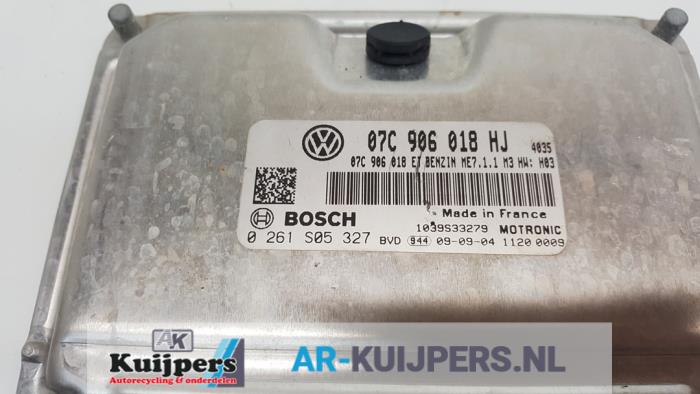 07C 906 018 HJ 4035
07C 906 018 EJ BENZIN ME7.1.1 M3 HW: H03
BOSCH
Made in France
1039S33279 MOTRONIC
0 261 S05 327 BVD 944 09-09-04 1120 0009
AK
Kuijpers
Autorecycling & onderdelen
AR-KUIJPERS.NL